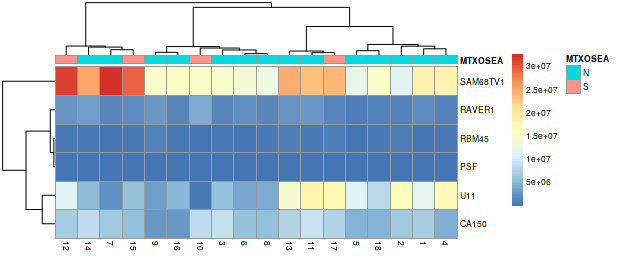 MTXOSEA
MTXOSEA
N
S
3e+07
2.5e+07
2e+07
1.5e+07
1e+07
5e+06
SAM68TV1
RAVER1
RBM45
PSF
U11
CA150
12 14 7 15 9 16 10 3 6 8 13 11 17 5 18 2 1 4